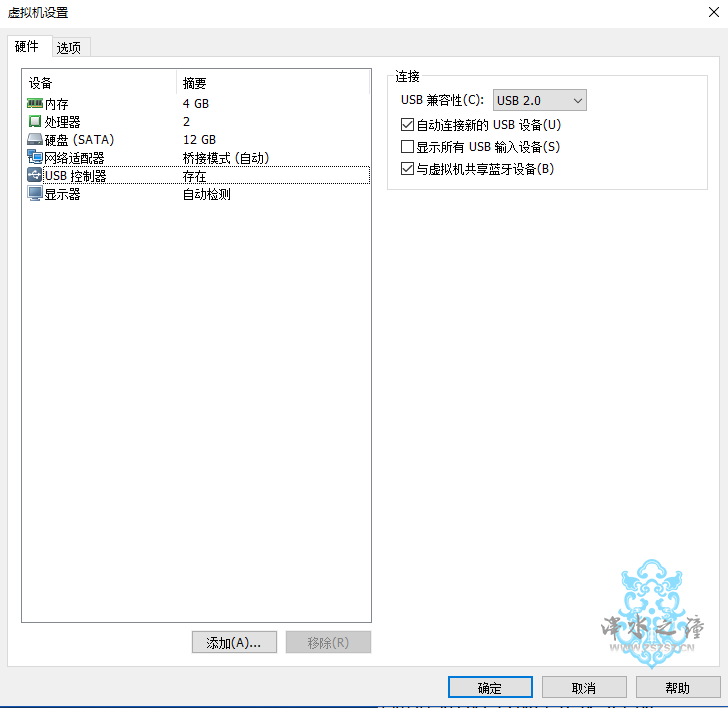 虚拟机设置
硬件 选项
设备 摘要
内存 4 GB
处理器 2
硬盘 (SATA) 12 GB
网络适配器 桥接模式 (自动)
USB 控制器 存在
显示器 自动检测
连接
USB 兼容性(C): USB 2.0
自动连接新的 USB 设备(U)
显示所有 USB 输入设备(S)
与虚拟机共享蓝牙设备(B)
添加(A)... 移除(R)
泽水之瞳
WWW.ZSZSZ.CN
确定 取消 帮助